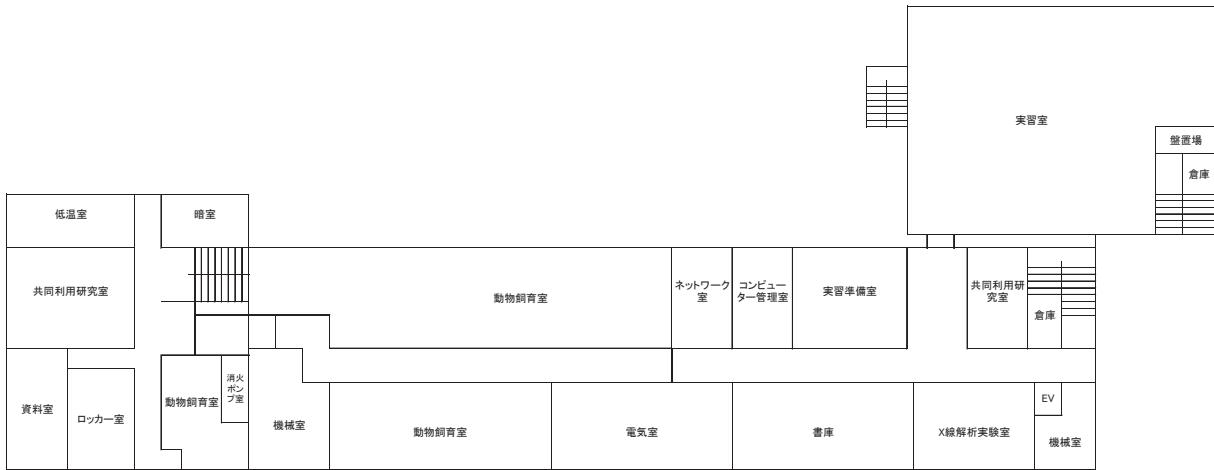 実習室
盤置場
倉庫
低温室
暗室
共同利用研究室
動物飼育室
ネットワーク
室
コンピュー
ター管理室
実習準備室
共同利用研
究室
倉庫
資料室
ロッカー室
動物飼育室
消火
ポン
プ室
機械室
動物飼育室
電気室
書庫
X線解析実験室
EV
機械室